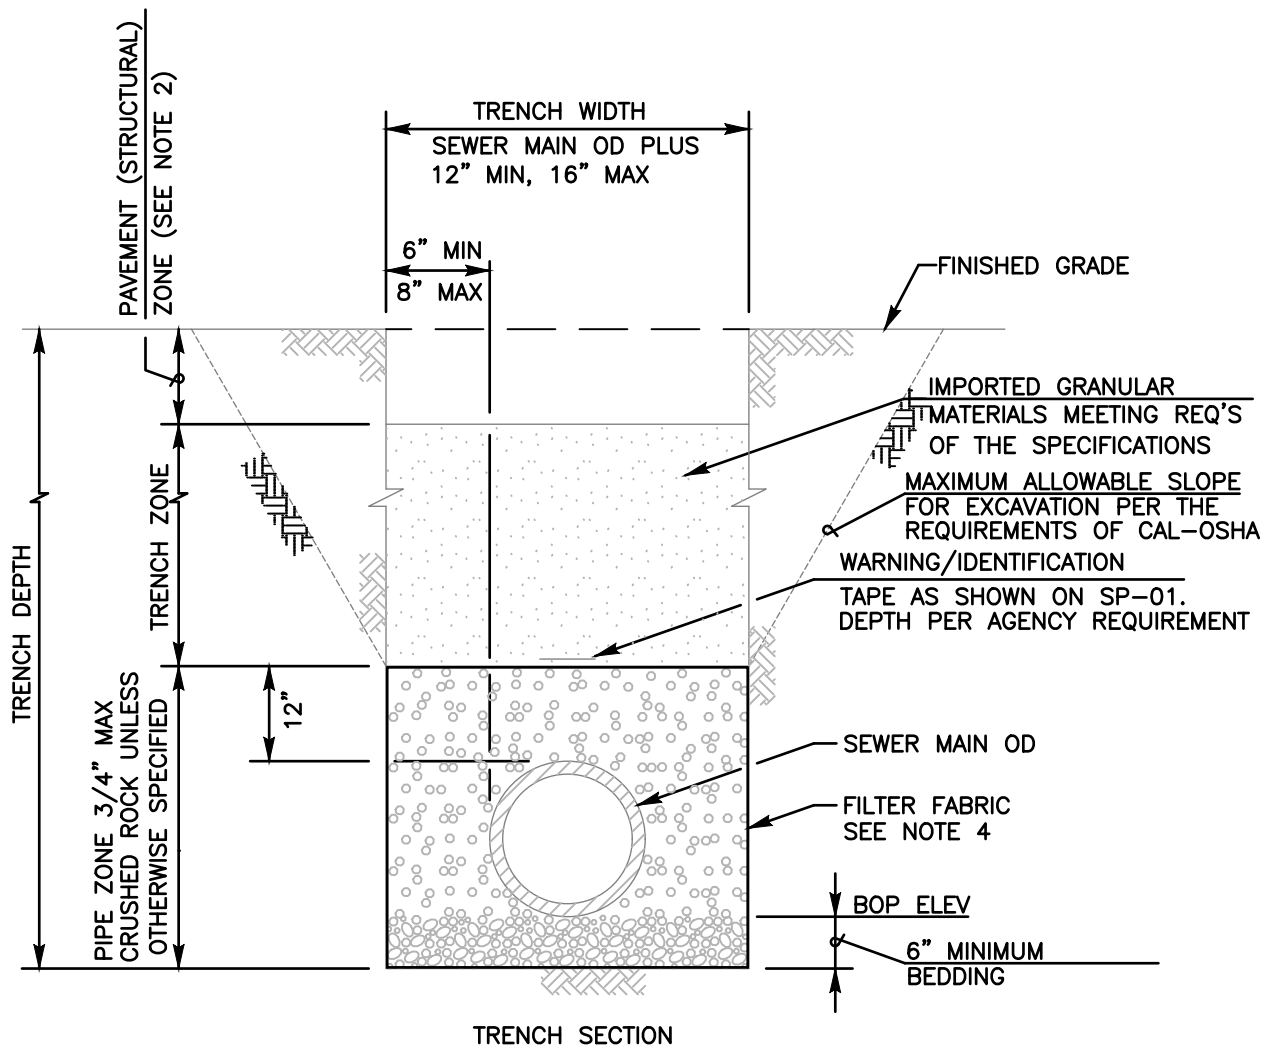 PAVEMENT (STRUCTURAL)
ZONE (SEE NOTE 2)
TRENCH WIDTH
SEWER MAIN OD PLUS
12" MIN, 16" MAX
6" MIN
8" MAX
FINISHED GRADE
IMPORTED GRANULAR
MATERIALS MEETING REQ'S
OF THE SPECIFICATIONS
MAXIMUM ALLOWABLE SLOPE
FOR EXCAVATION PER THE
REQUIREMENTS OF CAL-OSHA
WARNING/IDENTIFICATION
TAPE AS SHOWN ON SP-01.
DEPTH PER AGENCY REQUIREMENT
TRENCH DEPTH
TRENCH ZONE
12"
PIPE ZONE 3/4" MAX
CRUSHED ROCK UNLESS
OTHERWISE SPECIFIED
SEWER MAIN OD
FILTER FABRIC
SEE NOTE 4
BOP ELEV
6" MINIMUM
BEDDING
TRENCH SECTION